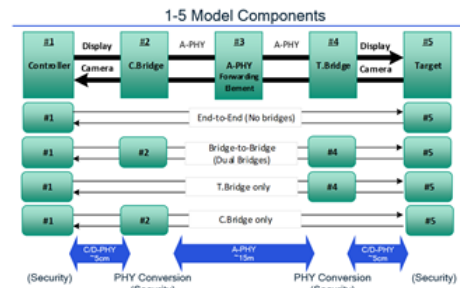 1-5 Model Components
#1
Controller
Display
Camera
#2
C.Bridge
A-PHY
#3
A-PHY
Forwarding
Element
A-PHY
#4
T.Bridge
Display
Camera
#5
Target
#1
End-to-End (No bridges)
#5
#1
#2
Bridge-to-Bridge
(Dual Bridges)
#4
#5
#1
T.Bridge only
#4
#5
#1
#2
C.Bridge only
#5
C/D-PHY
~5cm
A-PHY
~15m
C/D-PHY
~5cm
(Security)
PHY Conversion
(Security)
PHY Conversion
(Security)
(Security)